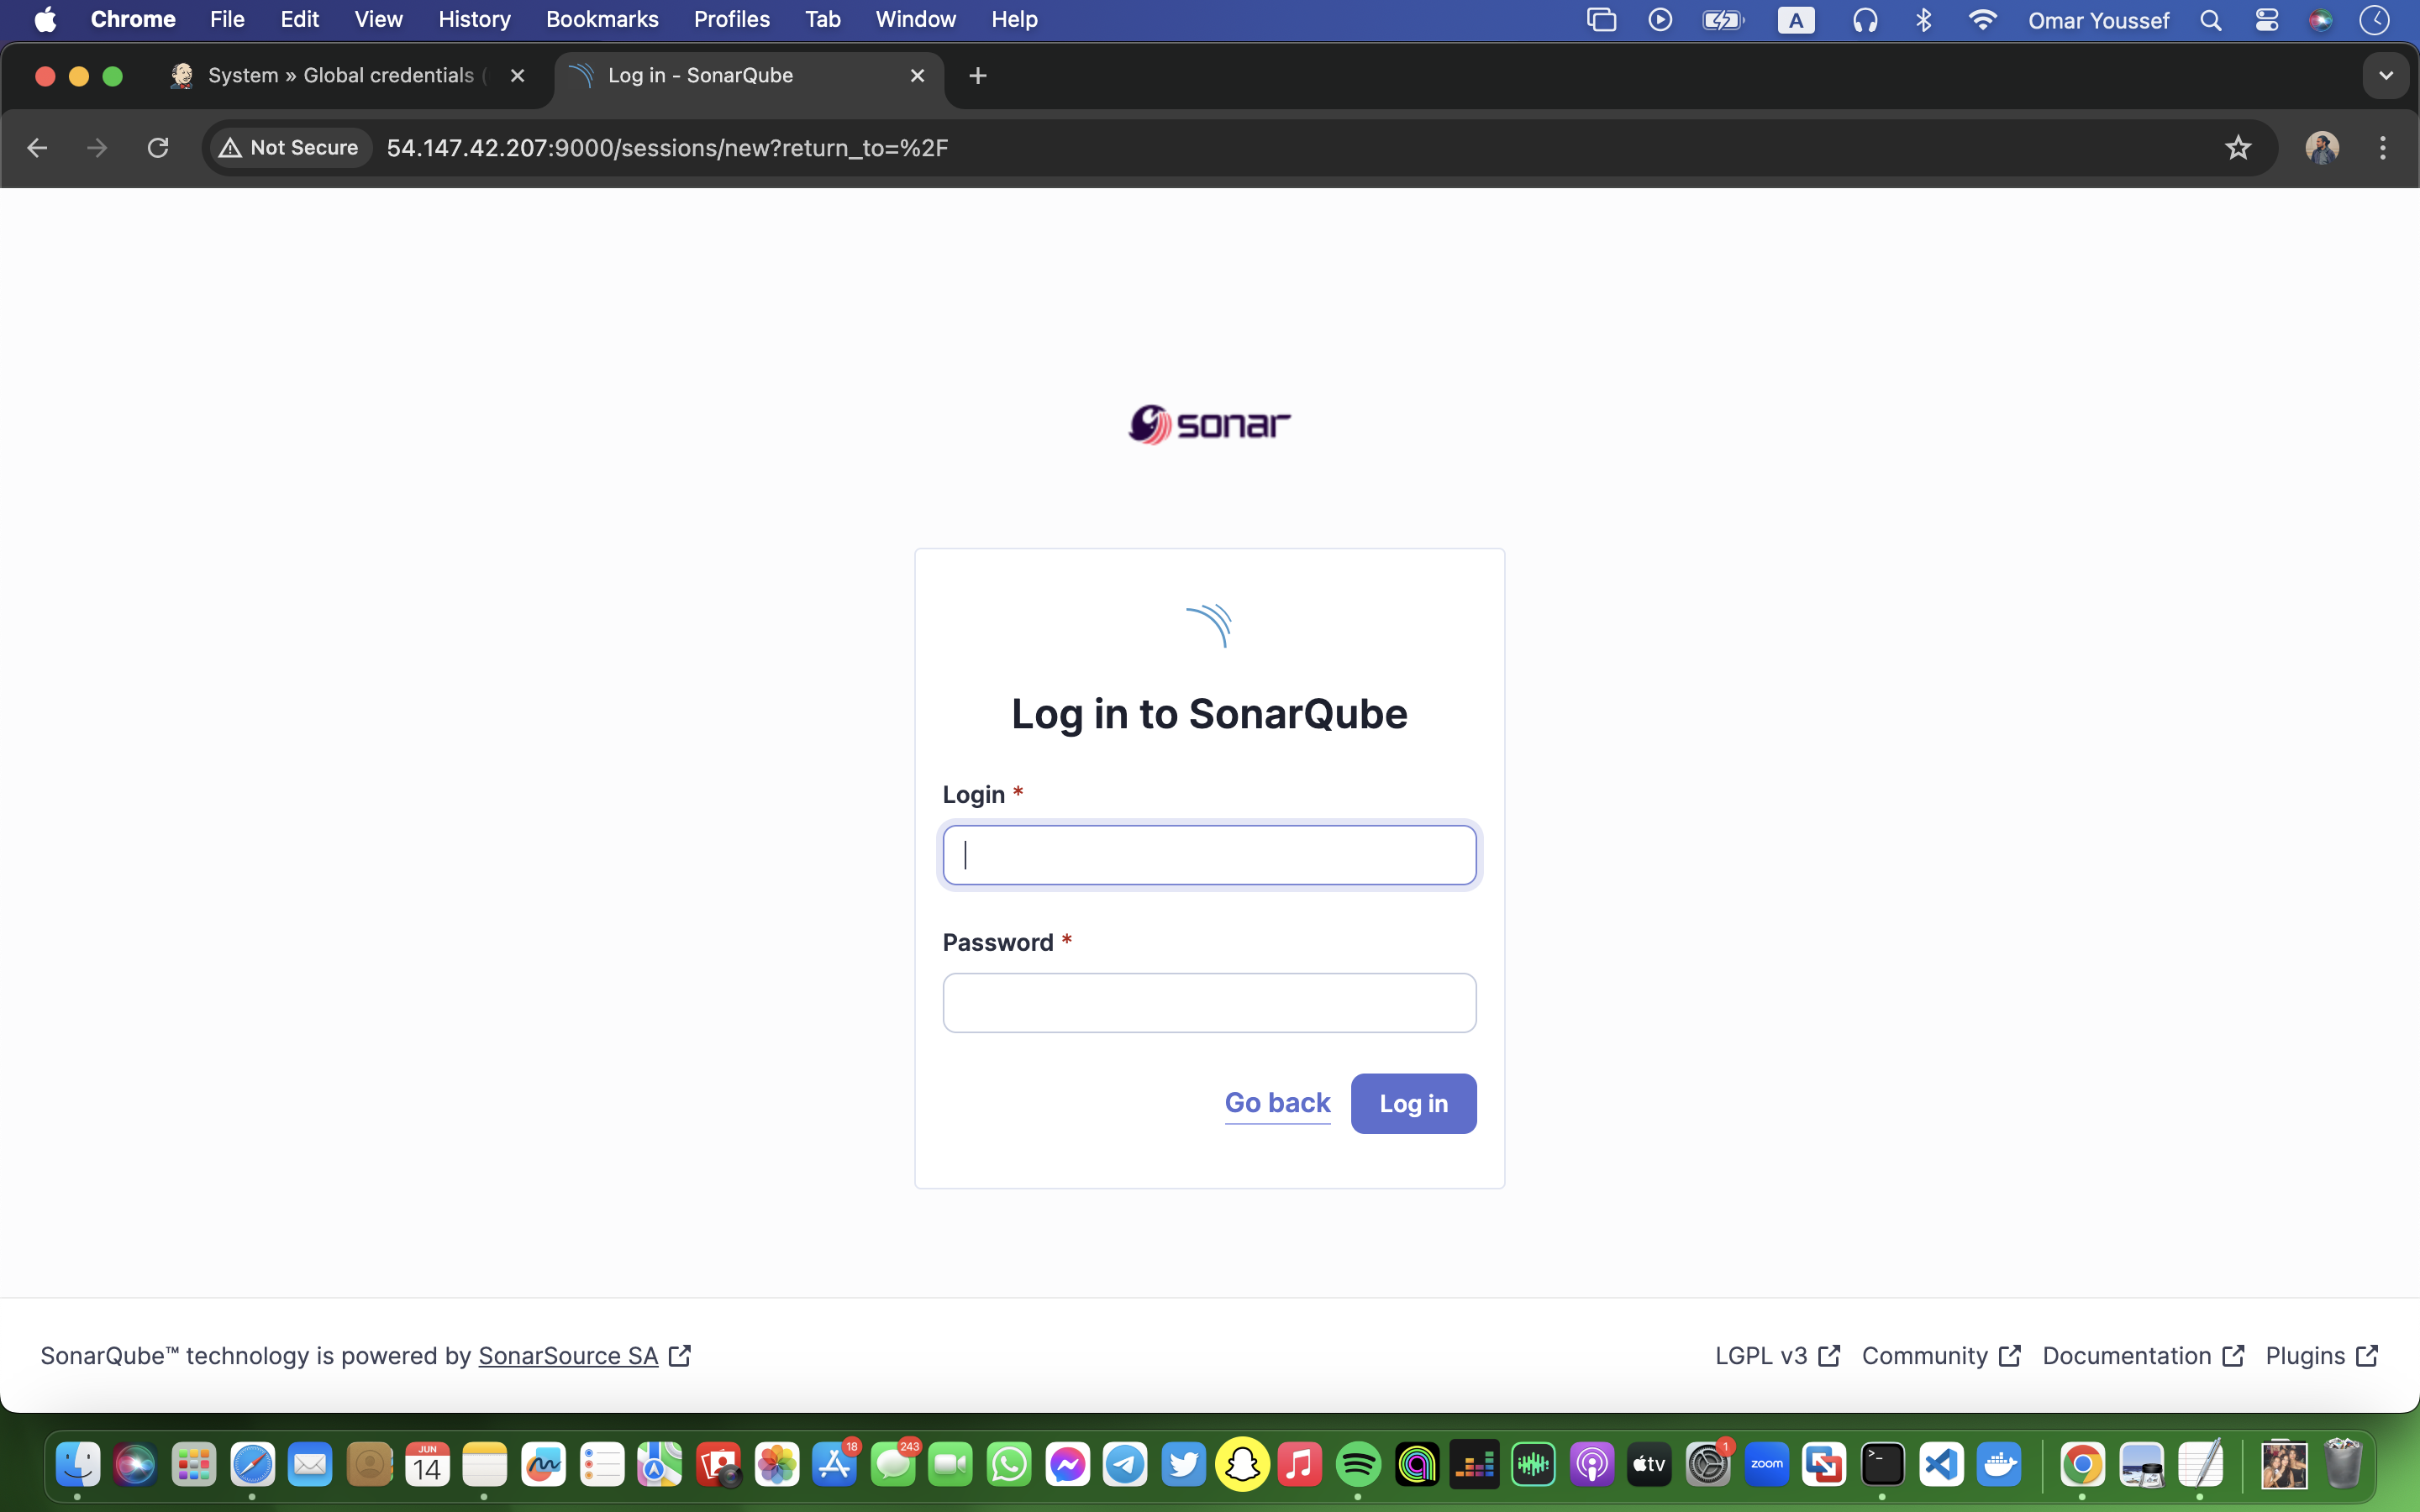 Chrome File Edit View History Bookmarks Profiles Tab Window Help A Omar Youssef
System » Global credentials ( Log in - SonarQube
Not Secure 54.147.42.207:9000/sessions/new?return_to=%2F
sonar
Log in to SonarQube
Login *
Password *
Go back Log in
SonarQube™ technology is powered by SonarSource SA LGPL v3 Community Documentation Plugins
JUN 18 243 1
14 tv zoom >_